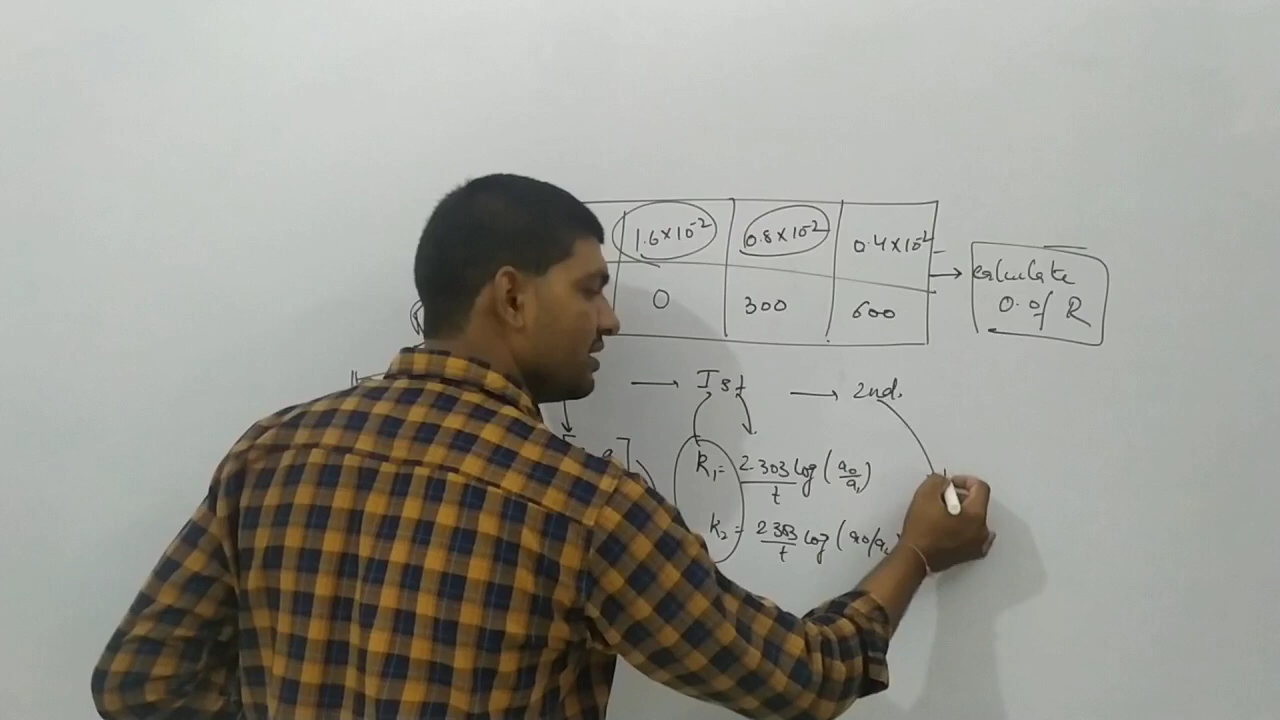 1.6×10⁻² 0.8×10⁻² 0.4×10⁻²
0 300 600
→ calculate
O.of R
→ Ist → 2nd.
k₁= 2.303/t log (a₀/a₁)
k₂ = 2.303/t log (a₀/a₂)